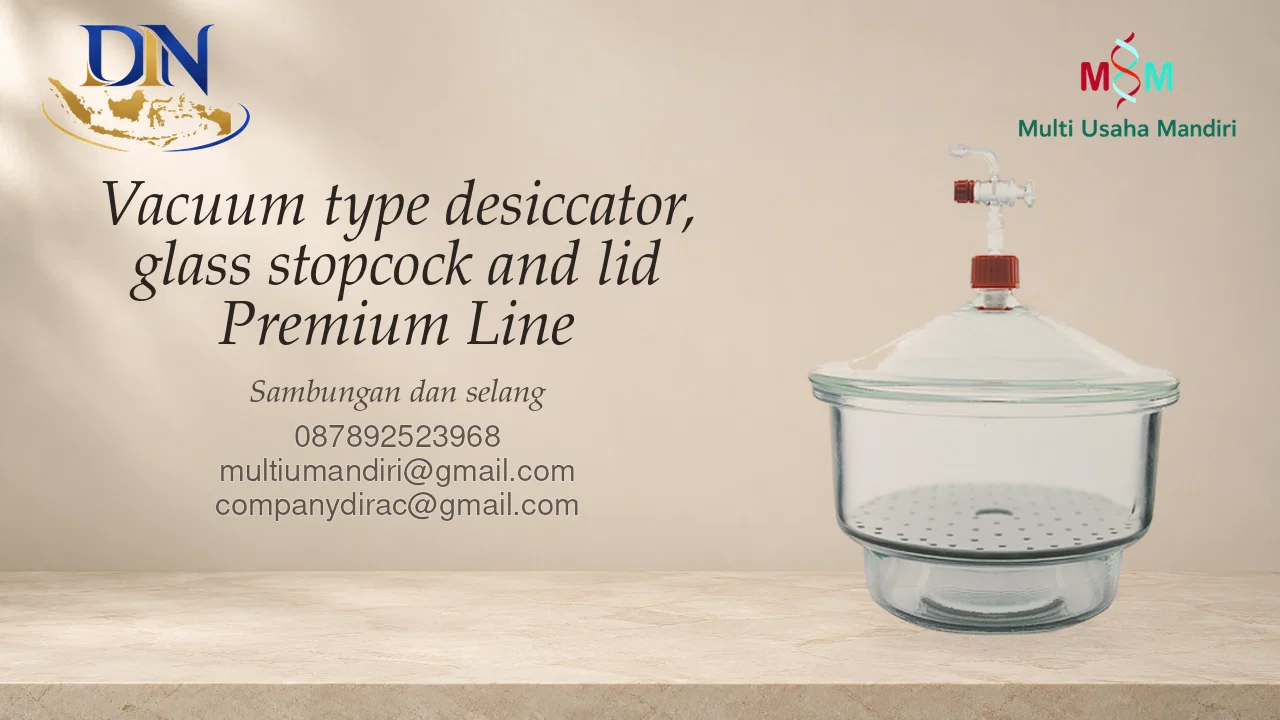 DN
M M
Multi Usaha Mandiri
Vacuum type desiccator,
glass stopcock and lid
Premium Line
Sambungan dan selang
087892523968
multiumandiri@gmail.com
companydirac@gmail.com